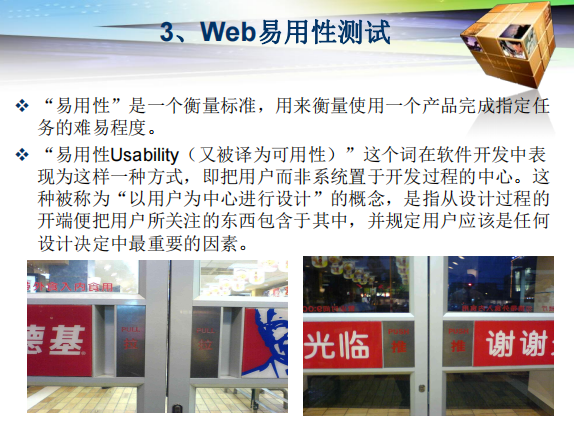 3、Web易用性测试
“易用性”是一个衡量标准，用来衡量使用一个产品完成指定任
务的难易程度。
“易用性Usability（又被译为可用性）”这个词在软件开发中表
现为这样一种方式，即把用户而非系统置于开发过程的中心。这
种被称为“以用户为中心进行设计”的概念，是指从设计过程的
开端便把用户所关注的东西包含于其中，并规定用户应该是任何
设计决定中最重要的因素。
德基
PULL
拉
PULL
拉
光临
推
推
谢谢